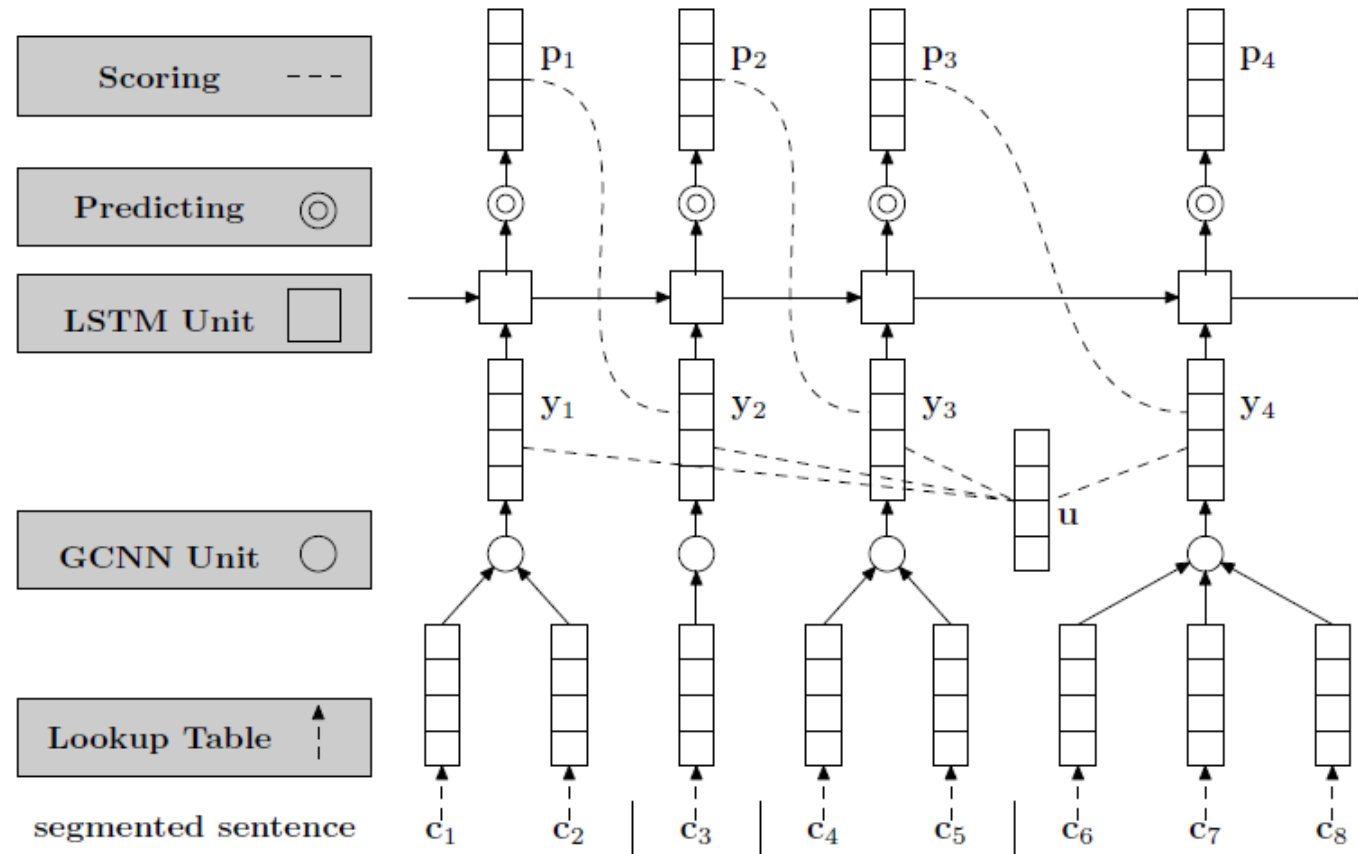 Scoring
Predicting
LSTM Unit
GCNN Unit
Lookup Table
segmented sentence
p₁ p₂ p₃ p₄
y₁ y₂ y₃ y₄
u
c₁ c₂ c₃ c₄ c₅ c₆ c₇ c₈